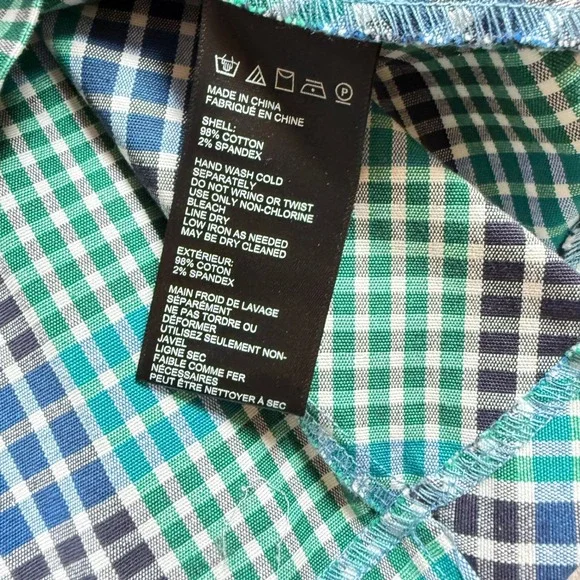 P
MADE IN CHINA
FABRIQUÉ EN CHINE
SHELL:
98% COTTON
2% SPANDEX
HAND WASH COLD
SEPARATELY
DO NOT WRING OR TWIST
USE ONLY NON-CHLORINE
BLEACH
LINE DRY
LOW IRON AS NEEDED
MAY BE DRY CLEANED
EXTÉRIEUR:
98% COTON
2% SPANDEX
MAIN FROID DE LAVAGE
SÉPARÉMENT
NE PAS TORDRE OU
DÉFORMER
UTILISEZ SEULEMENT NON-
JAVEL
LIGNE SEC
FAIBLE COMME FER
NÉCESSAIRES
PEUT ÊTRE NETTOYER À SEC